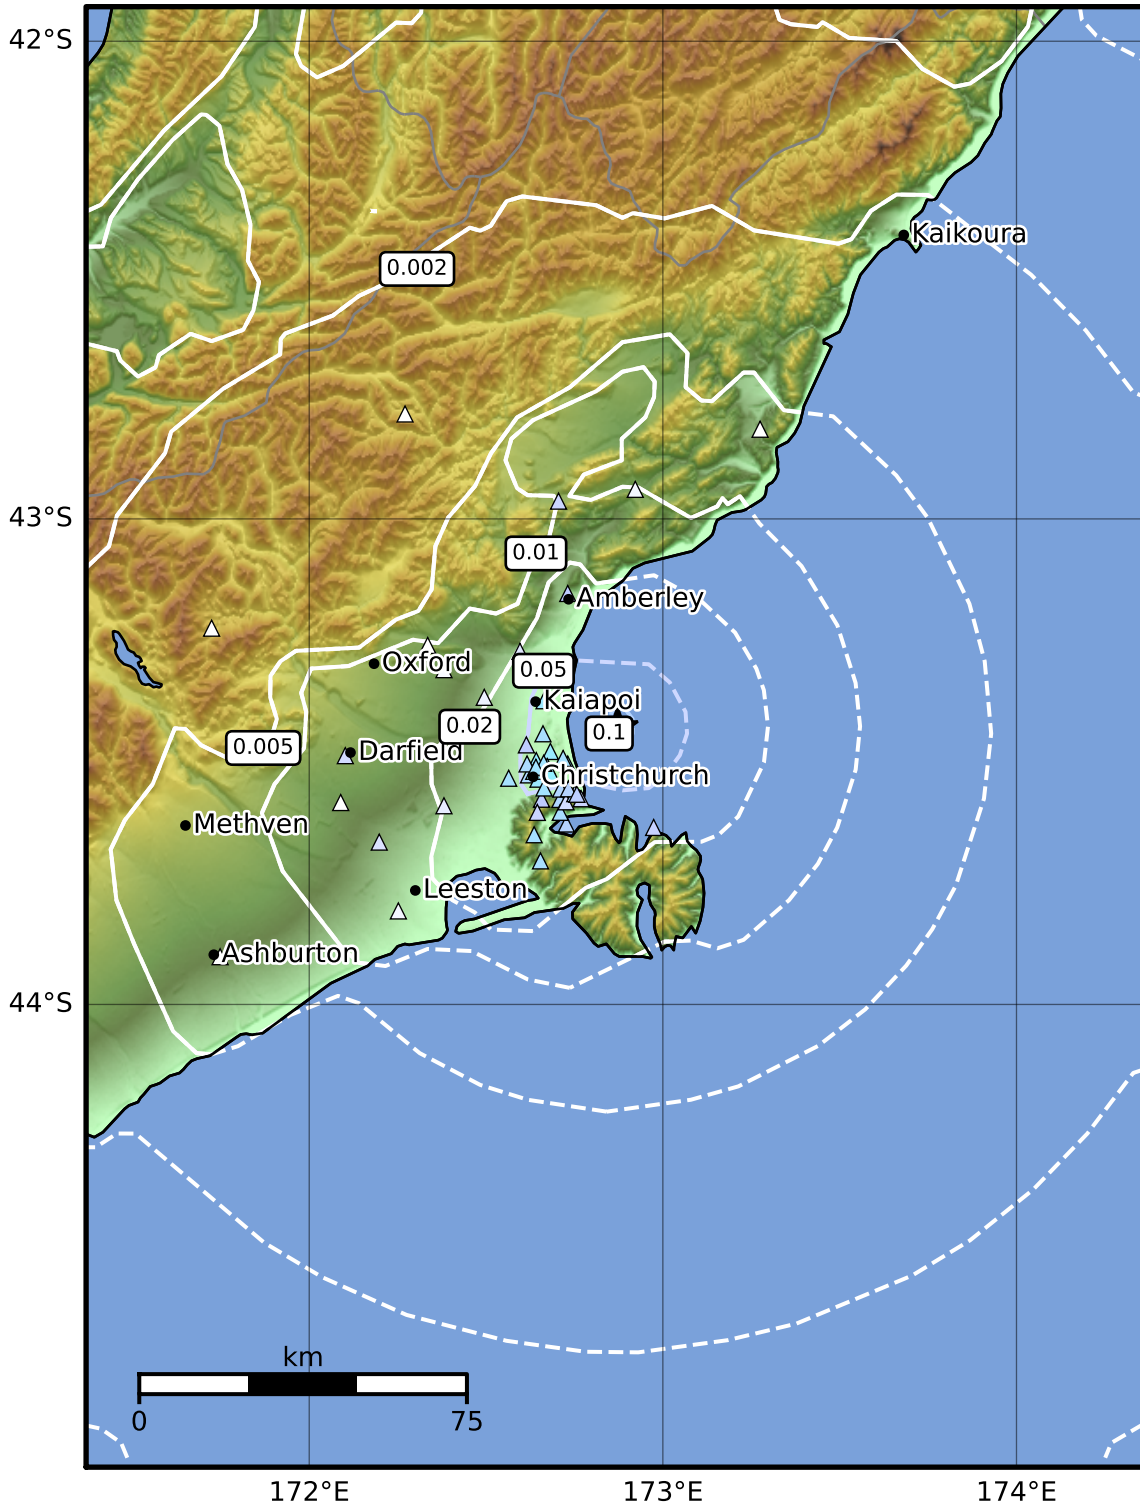 42°S
Kaikoura
0.002
43°S
0.01
Amberley
Oxford
0.05
Kaiapoi
0.02
0.1
0.005
Darfield
Christchurch
Methven
Leeston
Ashburton
44°S
km
0
75
172°E
173°E
174°E